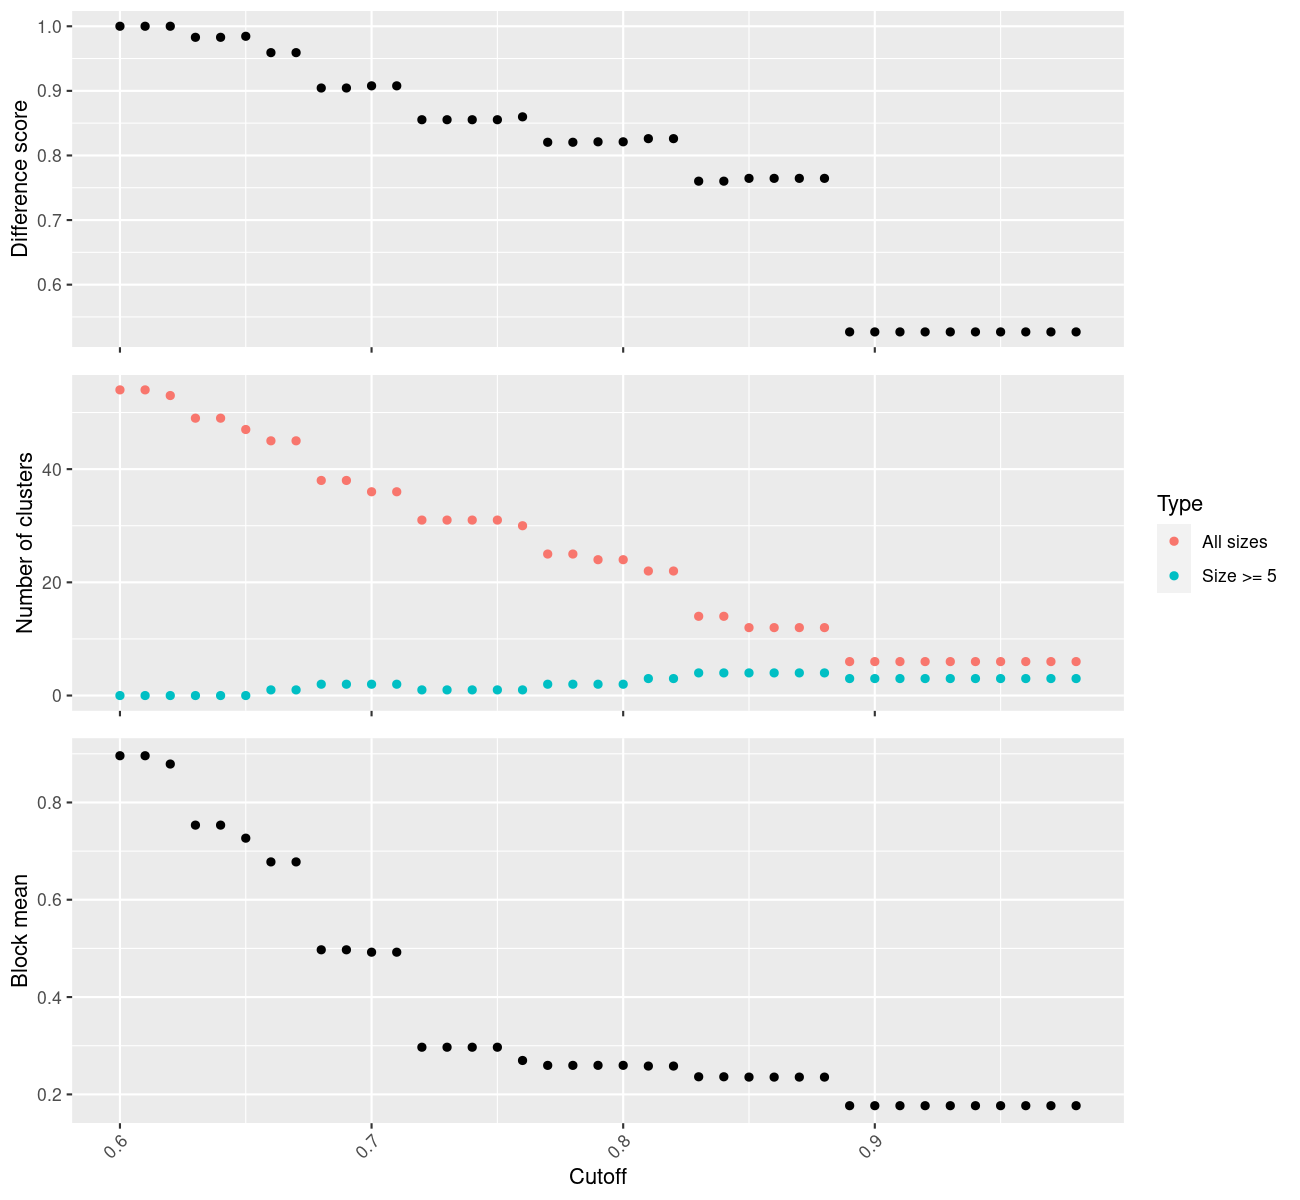 Difference score
1.0
0.9
0.8
0.7
0.6
Number of clusters
40
20
0
Type
All sizes
Size >= 5
Block mean
0.8
0.6
0.4
0.2
0.6
0.7
0.8
0.9
Cutoff